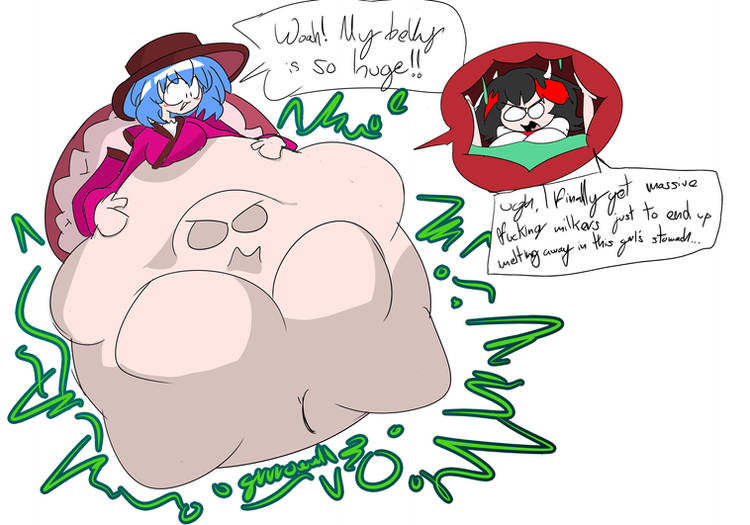 Woah! My belly
is so huge!!
Ugh, I finally get massive
fucking milkers just to end up
melting away in this girl's stomach...